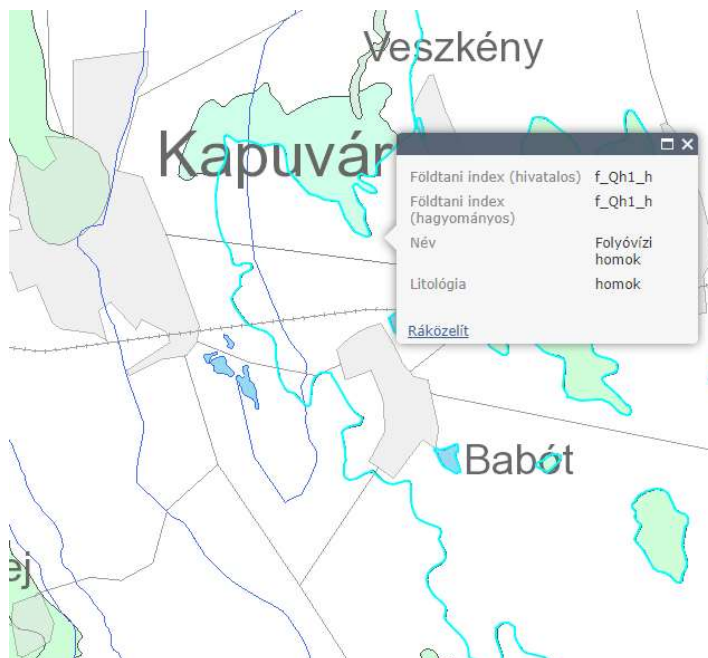 Veszkény
Kapuvár
Földtani index (hivatalos) f_Qh1_h
Földtani index (hagyományos) f_Qh1_h
Név Folyóvízi homok
Litológia homok
Ráközelít
Babót
ej